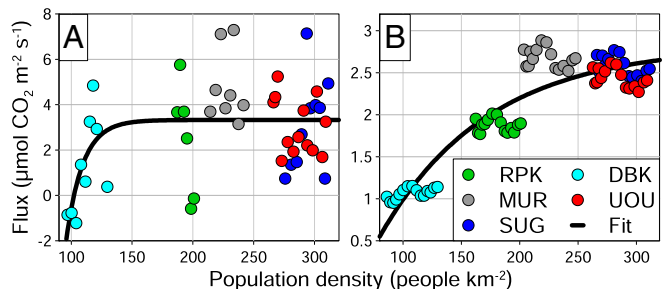 A
B
Flux (µmol CO2 m-2 s-1)
8
6
4
2
0
-2
100
150
200
250
300
3
2.5
2
1.5
1
0.5
100
150
200
250
300
RPK
DBK
MUR
UOU
SUG
Fit
Population density (people km-2)